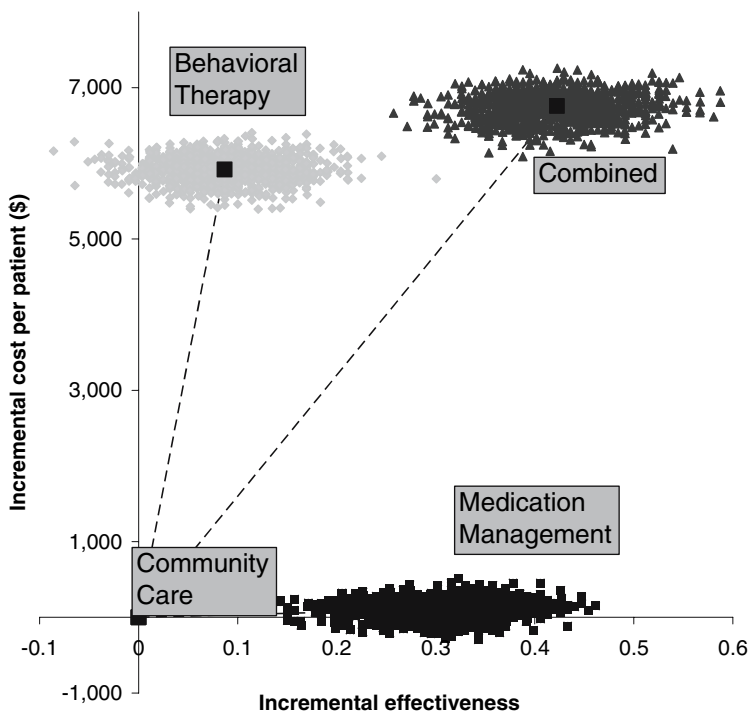 Behavioral
Therapy
7,000
Combined
5,000
Incremental cost per patient ($)
3,000
Medication
Management
1,000
Community
Care
-0.1 0 0.1 0.2 0.3 0.4 0.5 0.6
-1,000
Incremental effectiveness